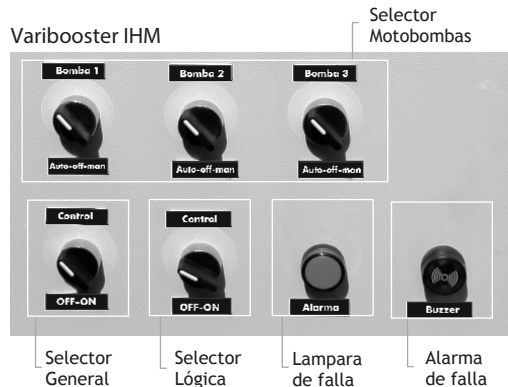 Selector
Motobombas
Varibooster IHM
Bomba 1
Bomba 2
Bomba 3
Auto-off-man
Auto-off-man
Auto-off-man
Control
Control
OFF-ON
OFF-ON
Alarma
Buzzer
Selector
General
Selector
Lógica
Lampara
de falla
Alarma
de falla